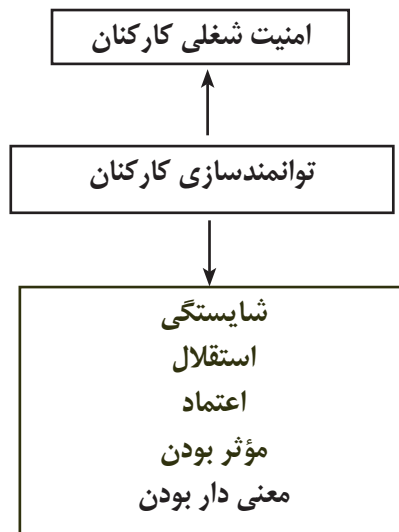 امنیت شغلی کارکنان
توانمندسازی کارکنان
شایستگی
استقلال
اعتماد
مؤثر بودن
معنی دار بودن